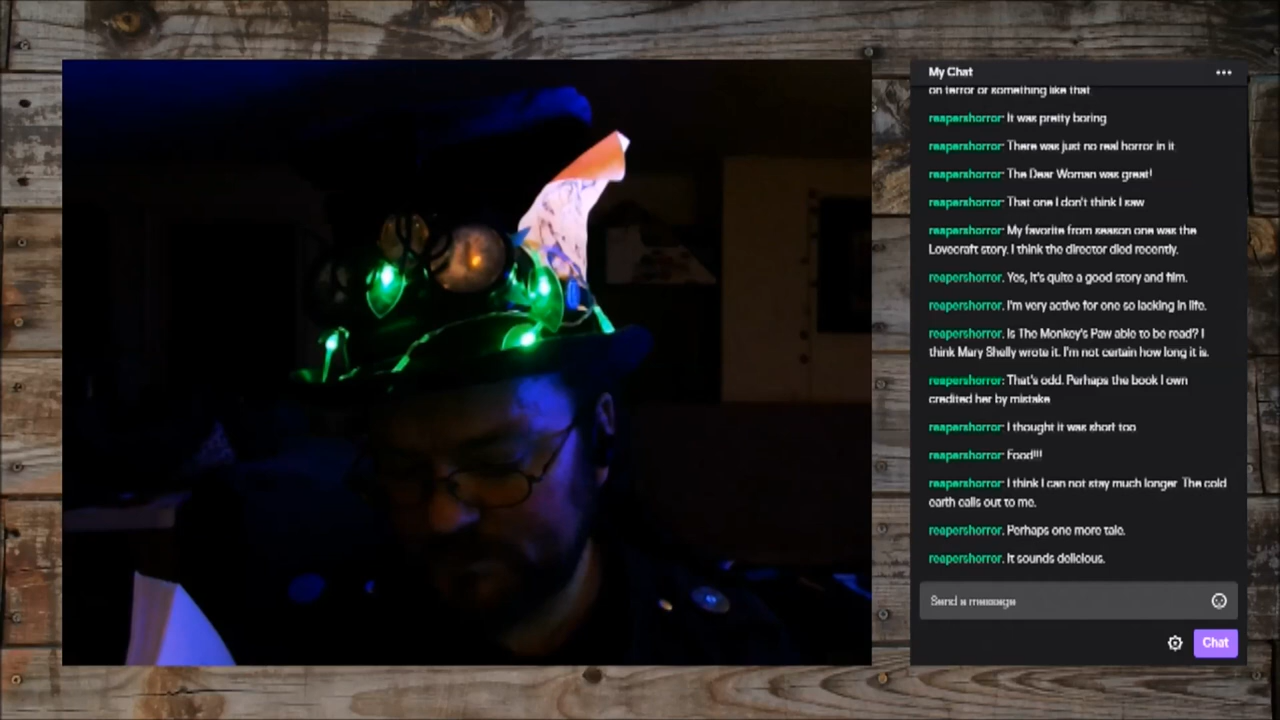 My Chat
on terror or something like that
reapershorror: It was pretty boring
reapershorror: There was just no real horror in it
reapershorror: The Dear Woman was great!
reapershorror: That one I don't think I saw
reapershorror: My favorite from season one was the
Lovecraft story. I think the director died recently.
reapershorror: Yes, it's quite a good story and film.
reapershorror: I'm very active for one so lacking in life.
reapershorror: Is The Monkey's Paw able to be read? I
think Mary Shelly wrote it. I'm not certain how long it is.
reapershorror: That's odd. Perhaps the book I own
credited her by mistake
reapershorror: I thought it was short too
reapershorror: Food!!!
reapershorror: I think I can not stay much longer. The cold
earth calls out to me.
reapershorror: Perhaps one more tale.
reapershorror: It sounds delicious.
Send a message
Chat